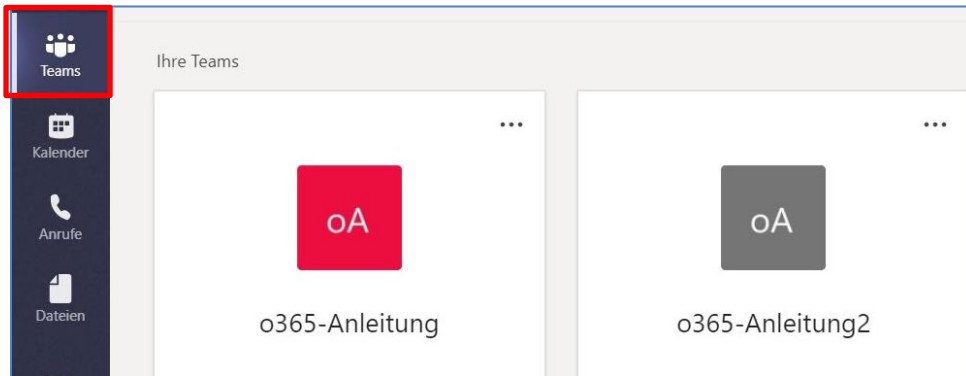 Teams
Kalender
Anrufe
Dateien
Ihre Teams
oA
o365-Anleitung
oA
o365-Anleitung2